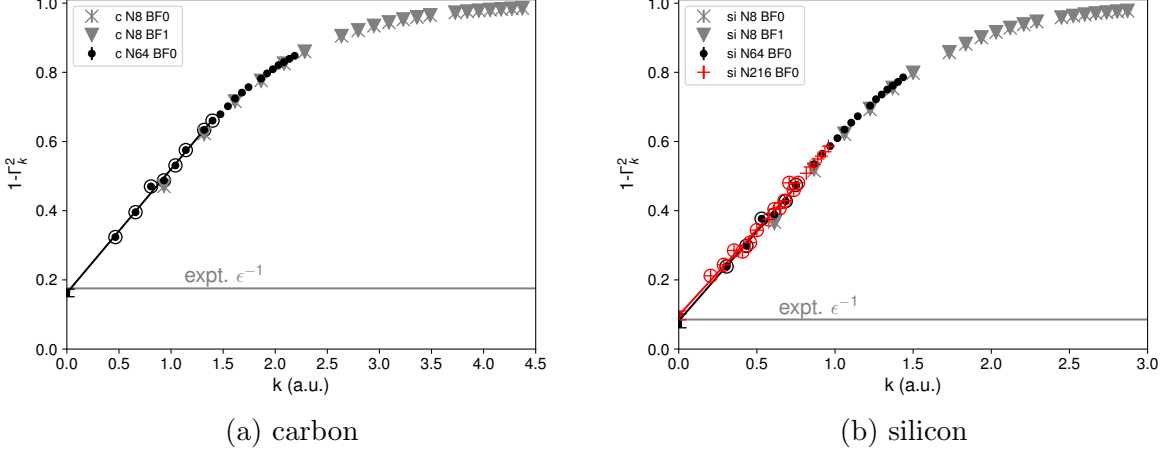 1.0
0.8
0.6
0.4
0.2
0.0
1-Γ²ₖ
c N8 BF0
c N8 BF1
c N64 BF0
expt. ϵ⁻¹
0.0 0.5 1.0 1.5 2.0 2.5 3.0 3.5 4.0 4.5
k (a.u.)
(a) carbon
1.0
0.8
0.6
0.4
0.2
0.0
1-Γ²ₖ
si N8 BF0
si N8 BF1
si N64 BF0
si N216 BF0
expt. ϵ⁻¹
0.0 0.5 1.0 1.5 2.0 2.5 3.0
k (a.u.)
(b) silicon